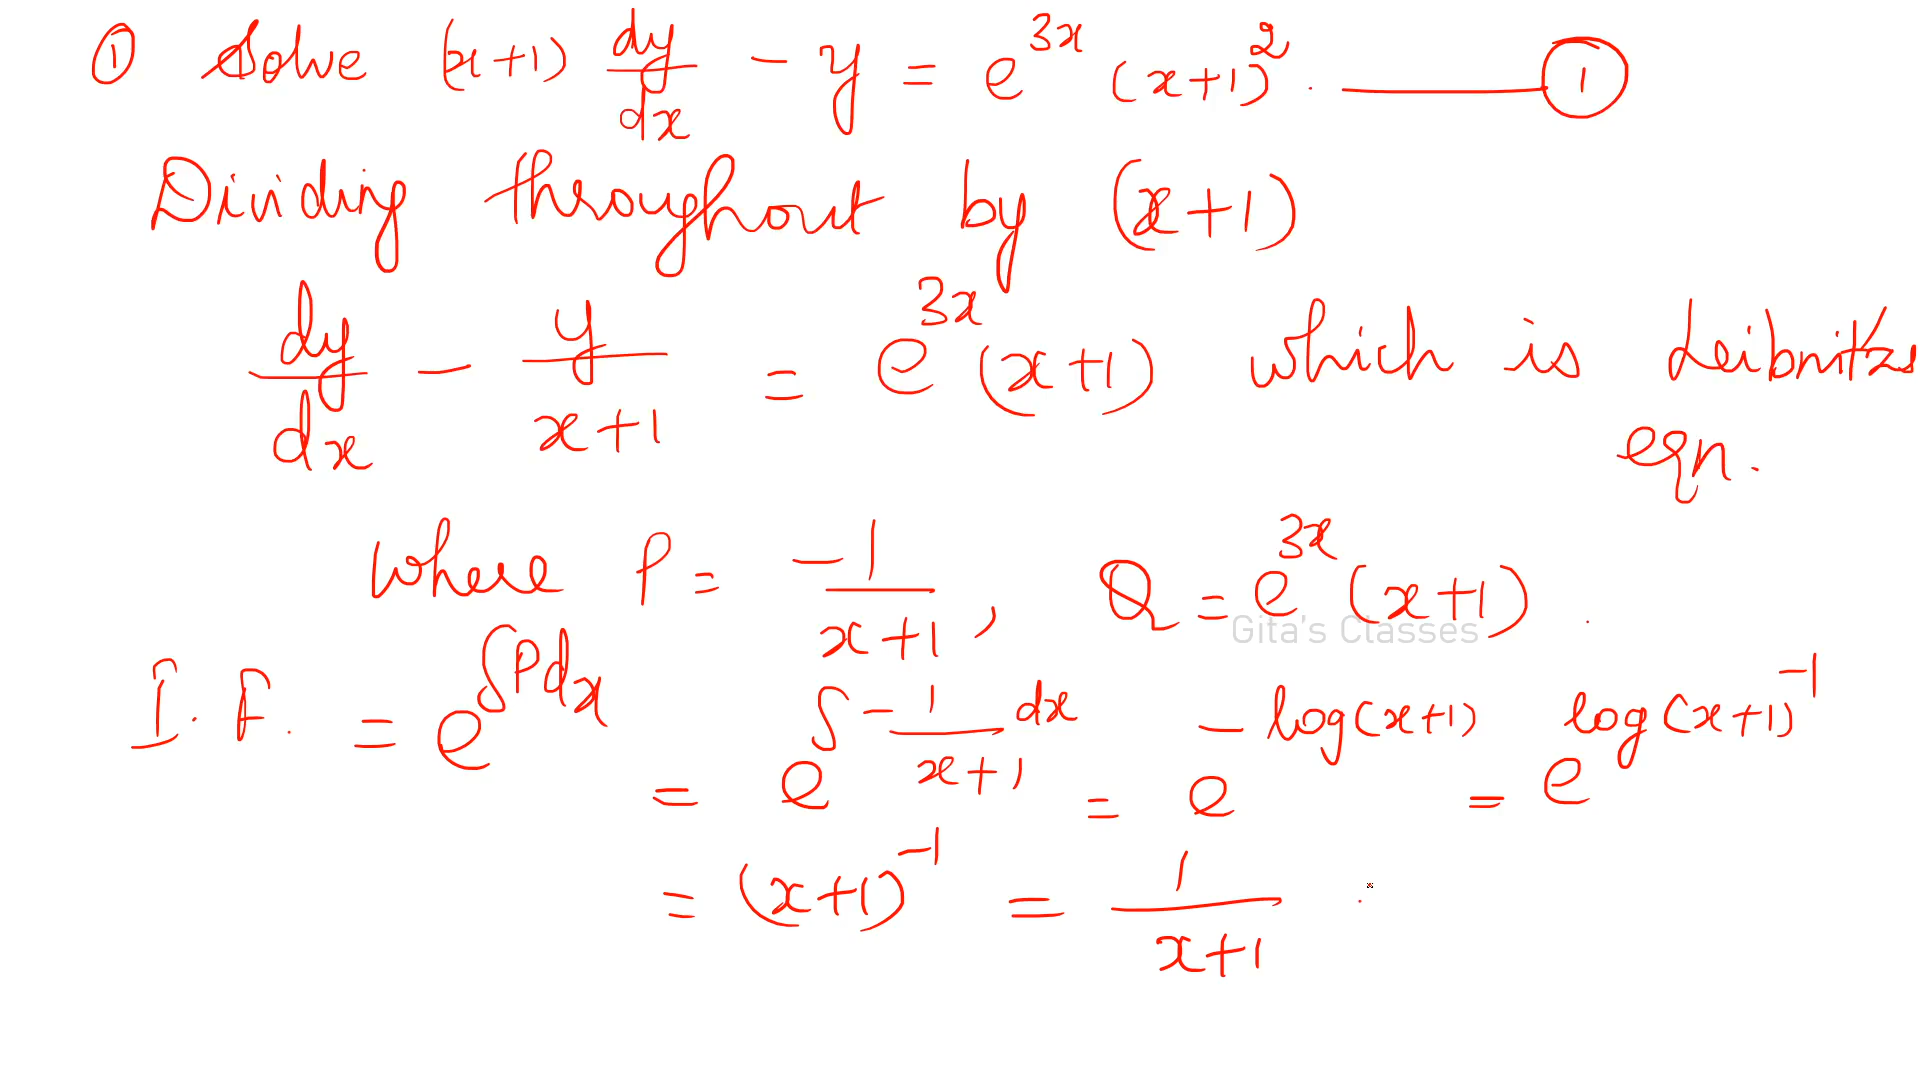 ① Solve (x+1) dy/dx - y = e^{3x} (x+1)^2. ——— ①
Dividing throughout by (x+1)
dy/dx - y/(x+1) = e^{3x} (x+1) which is Leibnitzs
eqn.
where P = -1/(x+1), Q = e^{3x} (x+1).
Gita's Classes
I.F. = e^{∫Pdx}
= e^{∫ -1/(x+1) dx} = e^{-log(x+1)} = e^{log(x+1)^{-1}}
= (x+1)^{-1} = 1/(x+1).